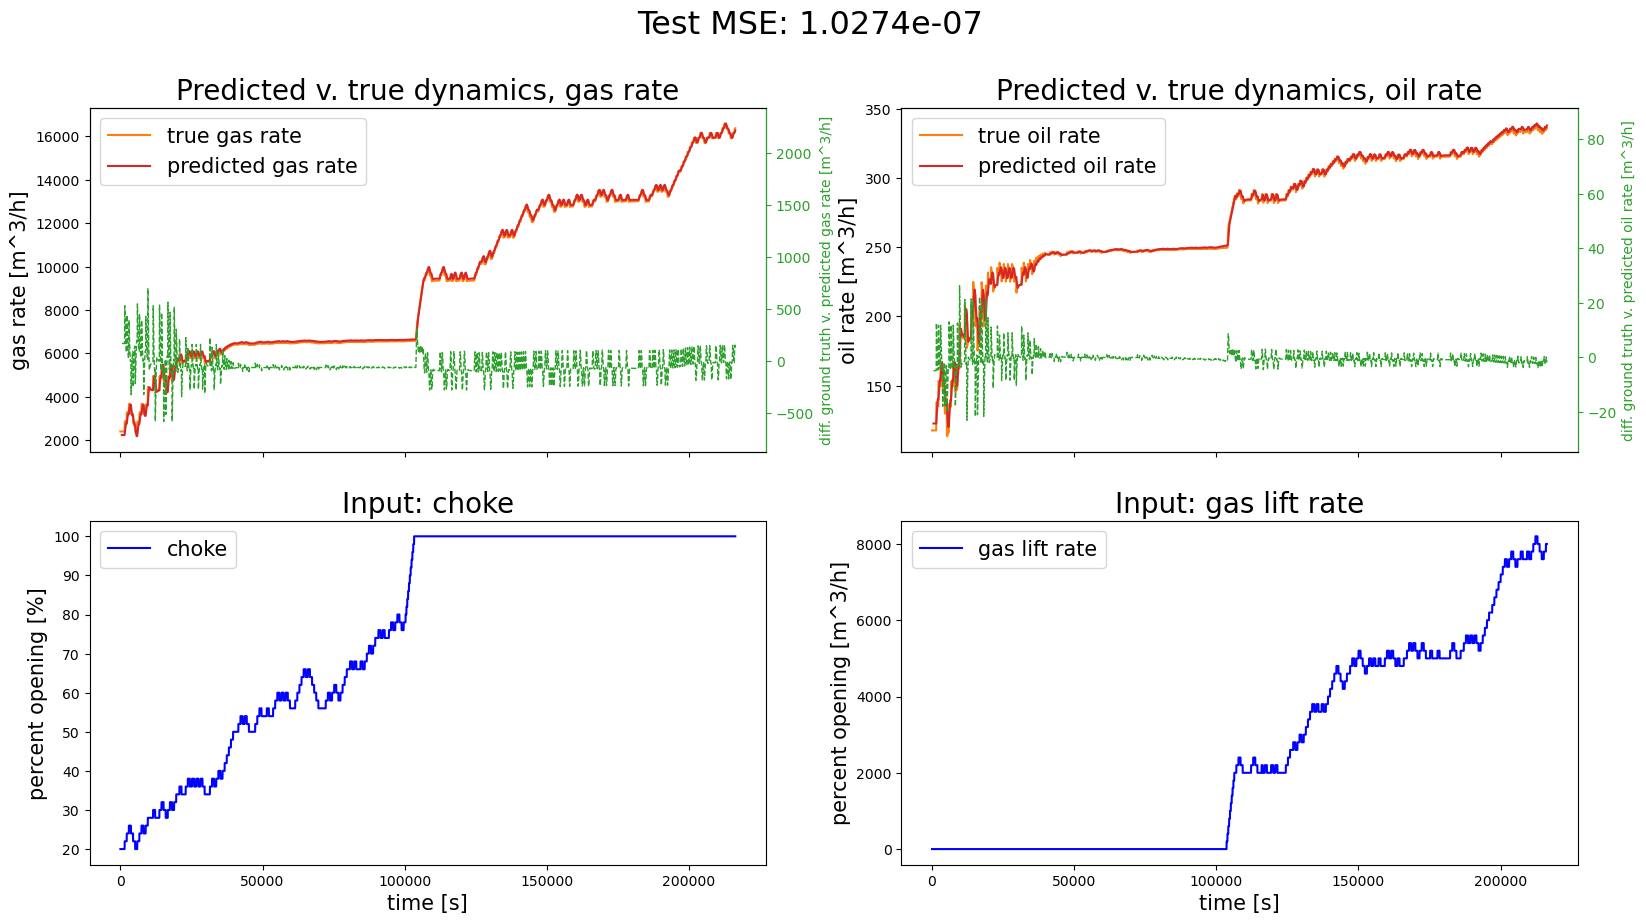 Test MSE: 1.0274e-07
Predicted v. true dynamics, gas rate
true gas rate
predicted gas rate
gas rate [m^3/h]
16000
14000
12000
10000
8000
6000
4000
2000
2000
1500
1000
500
0
−500
diff. ground truth v. predicted gas rate [m^3/h]
Predicted v. true dynamics, oil rate
true oil rate
predicted oil rate
oil rate [m^3/h]
350
300
250
200
150
80
60
40
20
0
−20
diff. ground truth v. predicted oil rate [m^3/h]
Input: choke
choke
percent opening [%]
100
90
80
70
60
50
40
30
20
0
50000
100000
150000
200000
time [s]
Input: gas lift rate
gas lift rate
percent opening [m^3/h]
8000
6000
4000
2000
0
0
50000
100000
150000
200000
time [s]